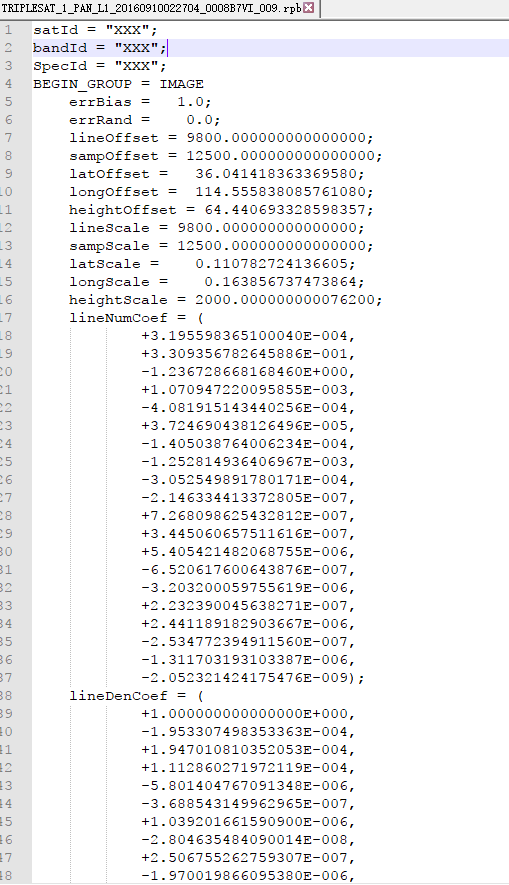 TRIPLESAT_1_PAN_L1_20160910022704_0008B7VI_009.rpb
1 satId = "XXX";
2 bandId = "XXX";
3 SpecId = "XXX";
4 BEGIN_GROUP = IMAGE
5 errBias = 1.0;
6 errRand = 0.0;
7 lineOffset = 9800.000000000000000;
8 sampOffset = 12500.000000000000000;
9 latOffset = 36.041418363369580;
10 longOffset = 114.555838085761080;
11 heightOffset = 64.440693328598357;
12 lineScale = 9800.000000000000000;
13 sampScale = 12500.000000000000000;
14 latScale = 0.110782724136605;
15 longScale = 0.163856737473864;
16 heightScale = 2000.000000000076200;
17 lineNumCoef = (
18 +3.195598365100040E-004,
19 +3.309356782645886E-001,
20 -1.236728668168460E+000,
21 +1.070947220095855E-003,
22 -4.081915143440256E-004,
23 +3.724690438126496E-005,
24 -1.405038764006234E-004,
25 -1.252814936406967E-003,
26 -3.052549891780171E-004,
27 -2.146334413372805E-007,
28 +7.268098625432812E-007,
29 +3.445060657511616E-007,
30 +5.405421482068755E-006,
31 -6.520617600643876E-007,
32 -3.203200059755619E-006,
33 +2.232390045638271E-007,
34 +2.441189182903667E-006,
35 -2.534772394911560E-007,
36 -1.311703193103387E-006,
37 -2.052321424175476E-009);
38 lineDenCoef = (
39 +1.000000000000000E+000,
40 -1.953307498353363E-004,
41 +1.947010810352053E-004,
42 +1.112860271972119E-004,
43 -5.801404767091348E-006,
44 -3.688543149962965E-007,
45 +1.039201661590900E-006,
46 -2.804635484090014E-008,
47 +2.506755262759307E-007,
48 -1.970019866095380E-006,